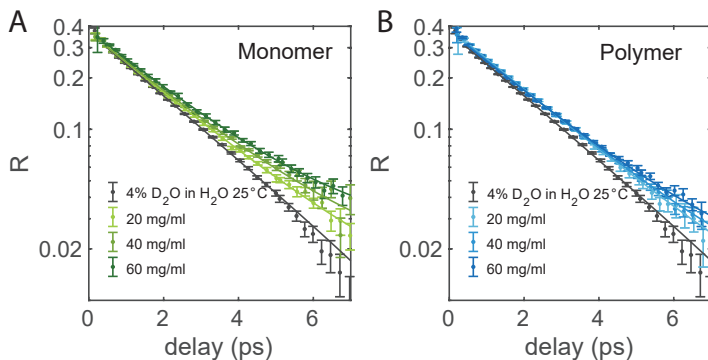 A
Monomer
R
0.4
0.3
0.2
0.1
0.02
4% D₂O in H₂O 25°C
20 mg/ml
40 mg/ml
60 mg/ml
0 2 4 6
delay (ps)
B
Polymer
R
0.4
0.3
0.2
0.1
0.02
4% D₂O in H₂O 25°C
20 mg/ml
40 mg/ml
60 mg/ml
0 2 4 6
delay (ps)